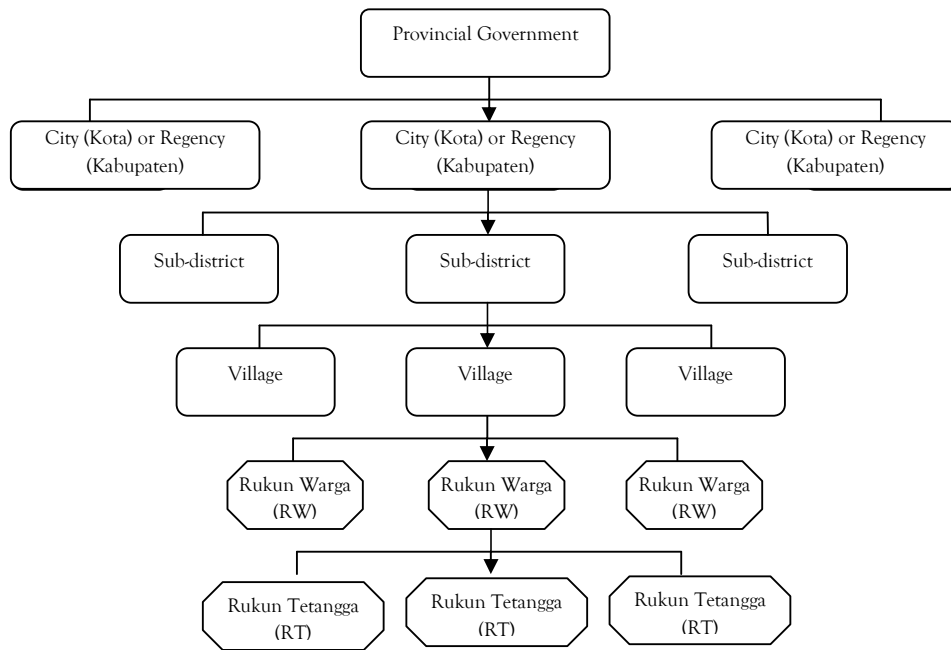 Provincial Government
City (Kota) or Regency
(Kabupaten)
City (Kota) or Regency
(Kabupaten)
City (Kota) or Regency
(Kabupaten)
Sub-district
Sub-district
Sub-district
Village
Village
Village
Rukun Warga
(RW)
Rukun Warga
(RW)
Rukun Warga
(RW)
Rukun Tetangga
(RT)
Rukun Tetangga
(RT)
Rukun Tetangga
(RT)